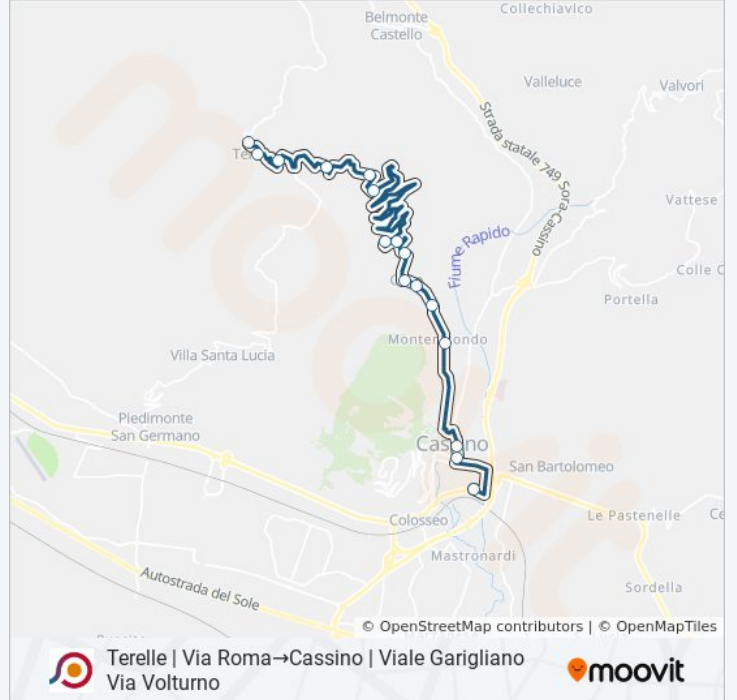 Belmonte
Castello
Collechiavico
Valleluce
Valvori
Strada statale 749 Sora-Cassino
Vattese
Fiume Rapido
Colle C
Portella
Villa Santa Lucia
Piedimonte
San Germano
San Bartolomeo
Le Pastenelle
Ce
Colosseo
Mastronardi
Sordella
Autostrada del Sole
© OpenStreetMap contributors | © OpenMapTiles
Terelle | Via Roma→Cassino | Viale Garigliano
Via Volturno
moovit